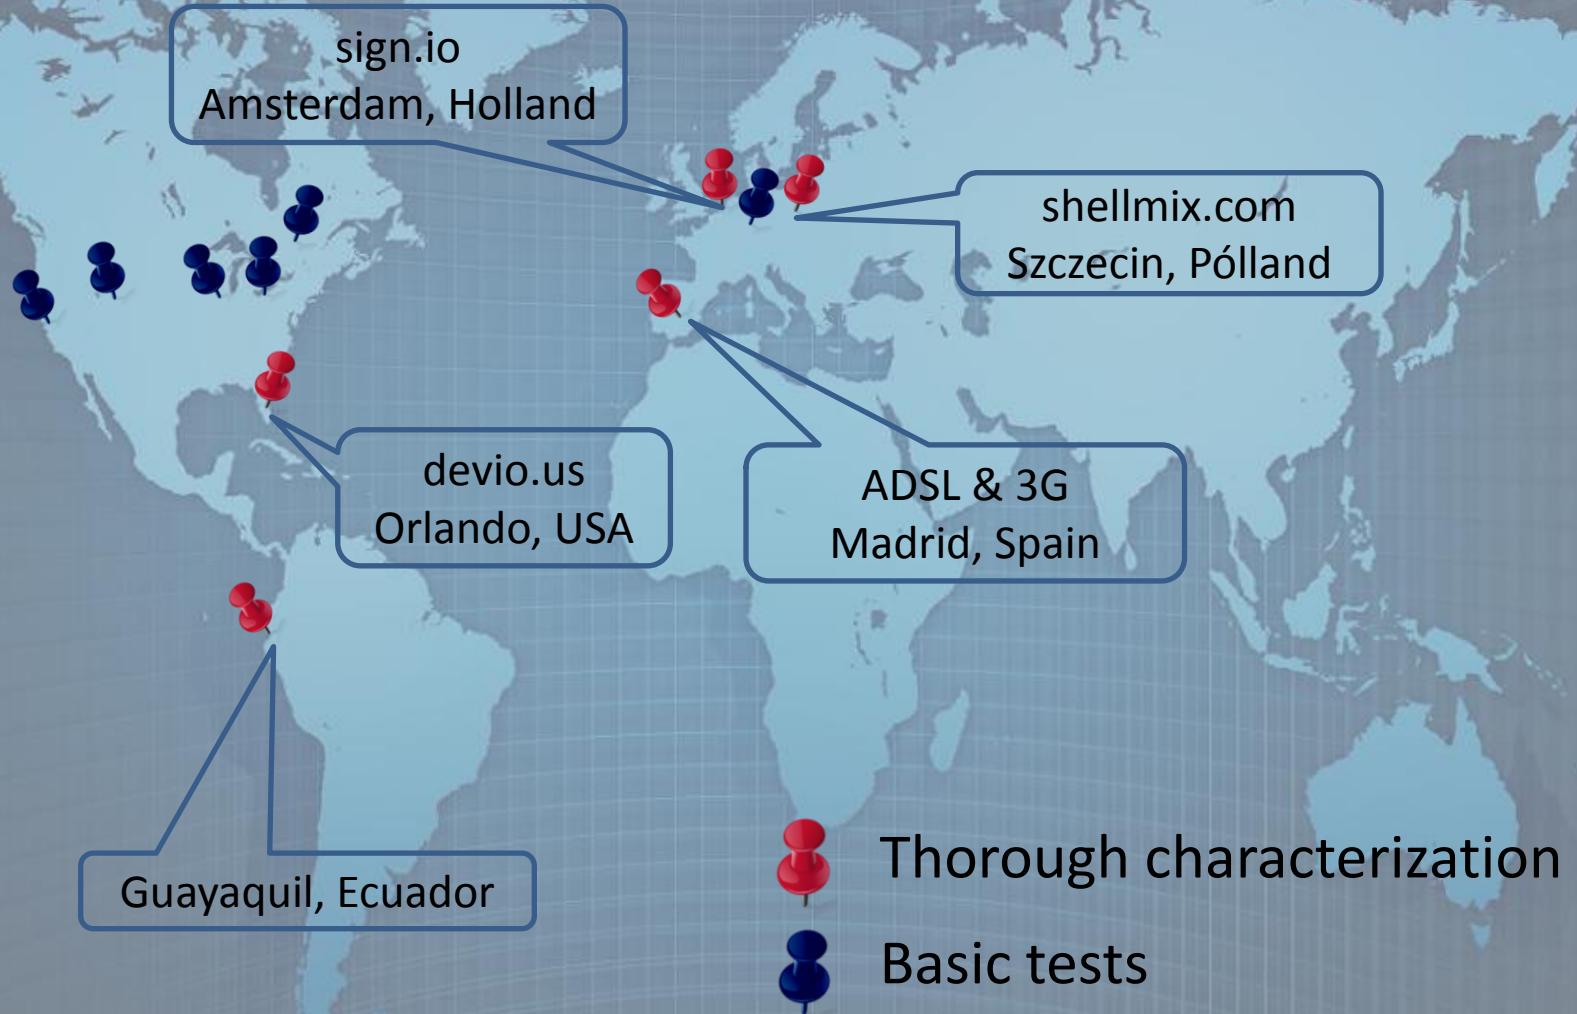 sign.io
Amsterdam, Holland
shellmix.com
Szczecin, Pólland
devio.us
Orlando, USA
ADSL & 3G
Madrid, Spain
Guayaquil, Ecuador
Thorough characterization
Basic tests